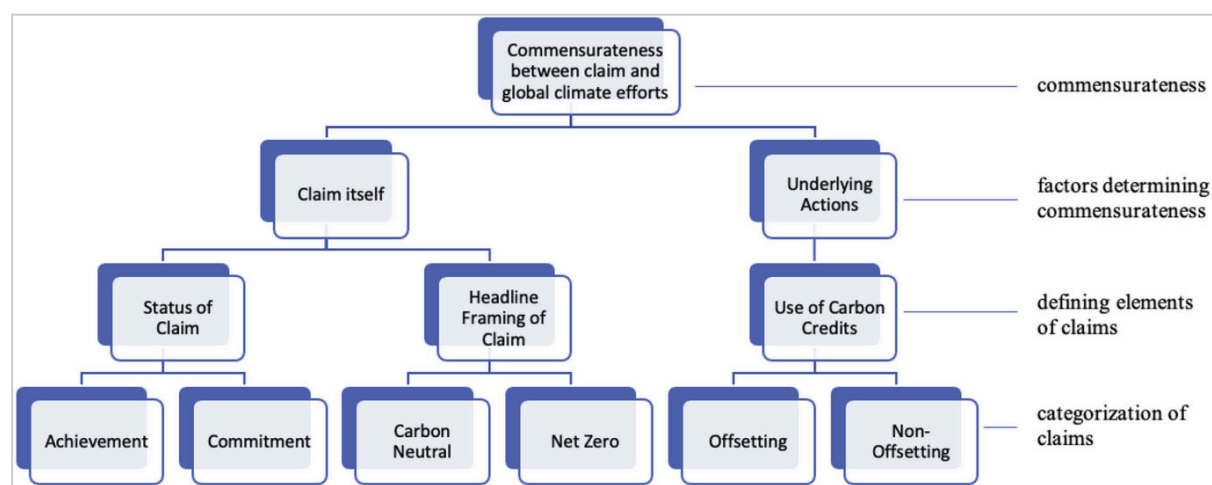 Commensurateness
between claim and
global climate efforts
commensurateness
Claim itself
Underlying
Actions
factors determining
commensurateness
Status of
Claim
Headline
Framing of
Claim
Use of Carbon
Credits
defining elements
of claims
Achievement
Commitment
Carbon
Neutral
Net Zero
Offsetting
Non-
Offsetting
categorization of
claims